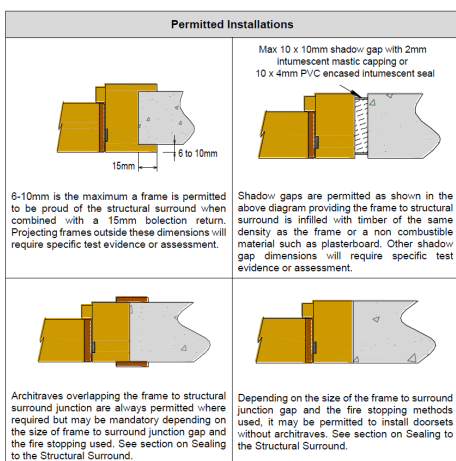 Permitted Installations
6 to 10mm
15mm
6-10mm is the maximum a frame is permitted
to be proud of the structural surround when
combined with a 15mm bolection return.
Projecting frames outside these dimensions will
require specific test evidence or assessment.
Max 10 x 10mm shadow gap with 2mm
intumescent mastic capping or
10 x 4mm PVC encased intumescent seal
Shadow gaps are permitted as shown in the
above diagram providing the frame to structural
surround is infilled with timber of the same
density as the frame or a non combustible
material such as plasterboard. Other shadow
gap dimensions will require specific test
evidence or assessment.
Architraves overlapping the frame to structural
surround junction are always permitted where
required but may be mandatory depending on
the size of frame to surround junction gap and
the fire stopping used. See section on Sealing
to the Structural Surround.
Depending on the size of the frame to surround
junction gap and the fire stopping methods
used, it may be permitted to install doorsets
without architraves. See section on Sealing to
the Structural Surround.